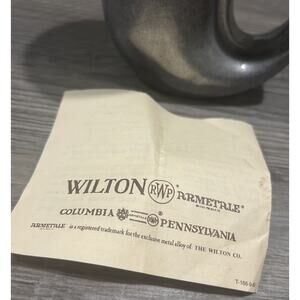 WILTON RWP ® ARMETALE®
COLUMBIA PENNSYLVANIA
ARMETALE is a registered trademark for the exclusive metal alloy of THE WILTON CO.